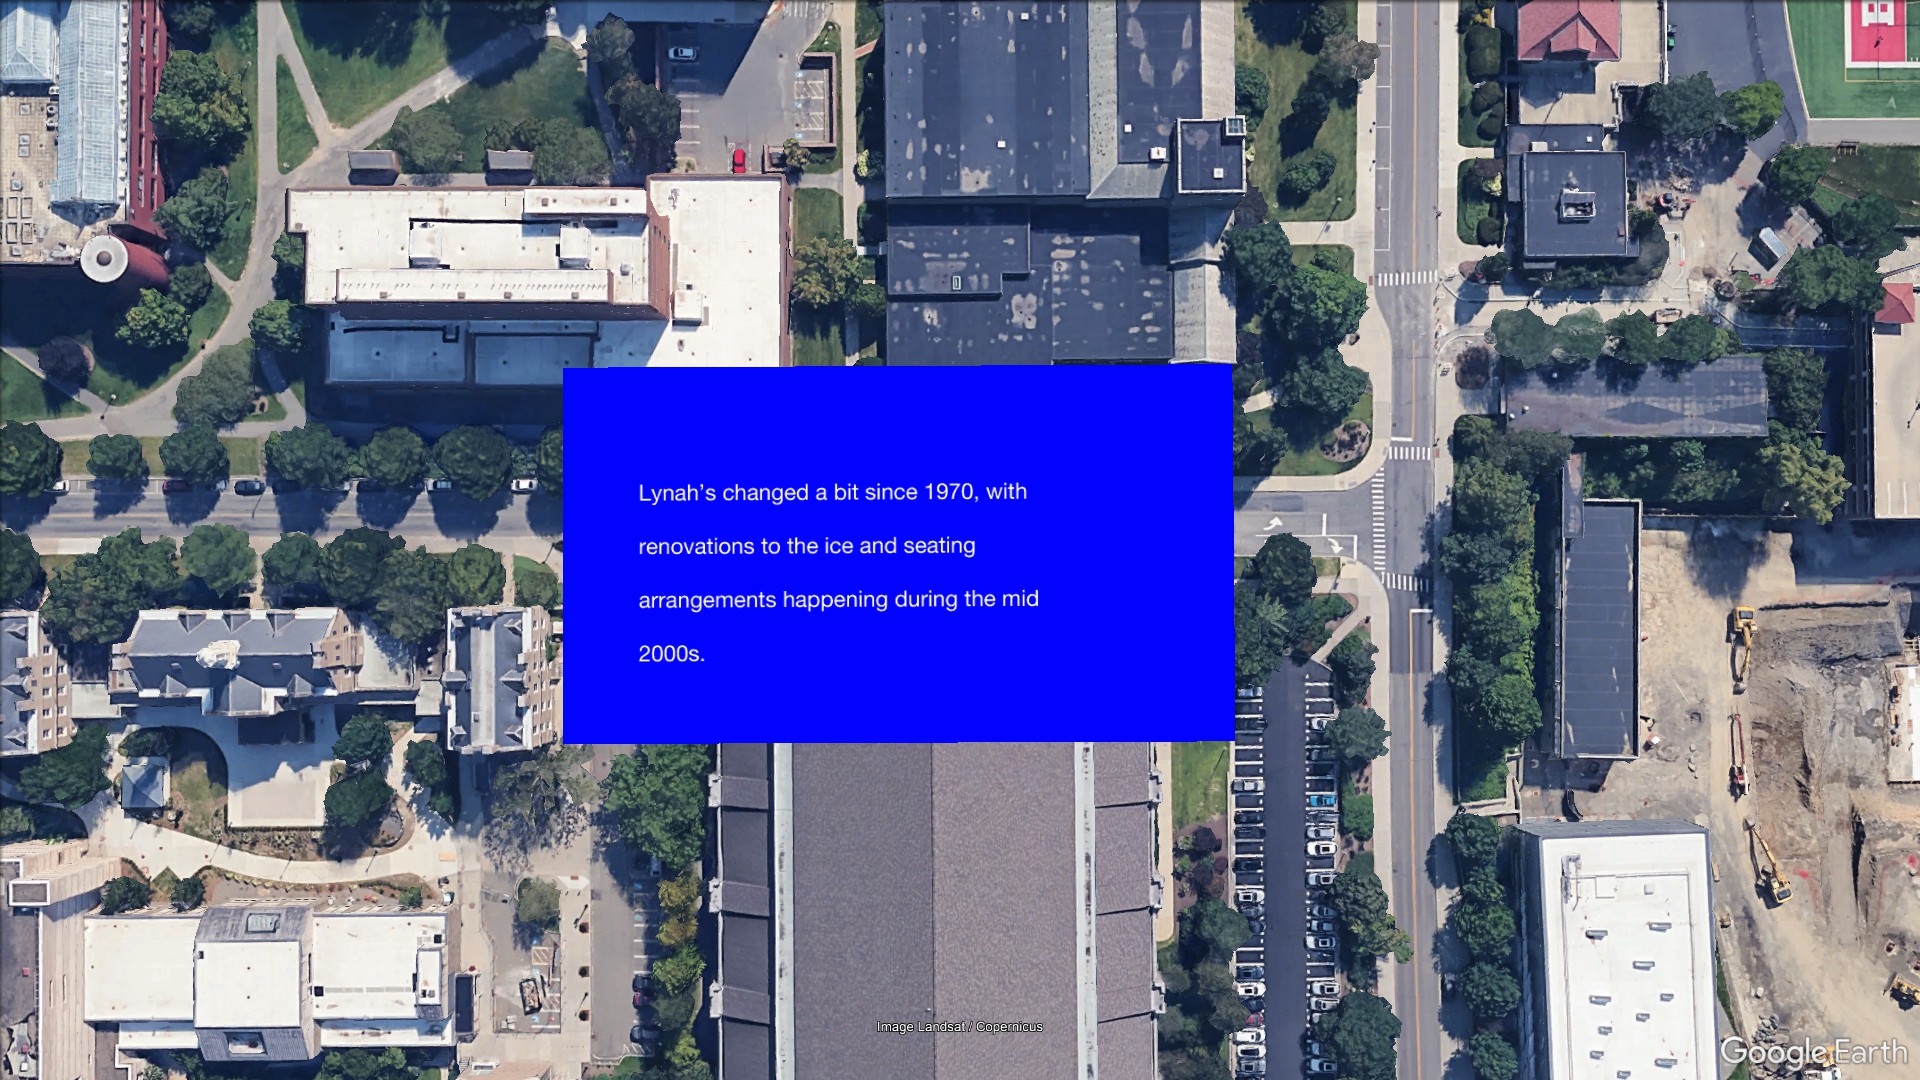 Lynah’s changed a bit since 1970, with
renovations to the ice and seating
arrangements happening during the mid
2000s.
Image Landsat / Copernicus
Google Earth